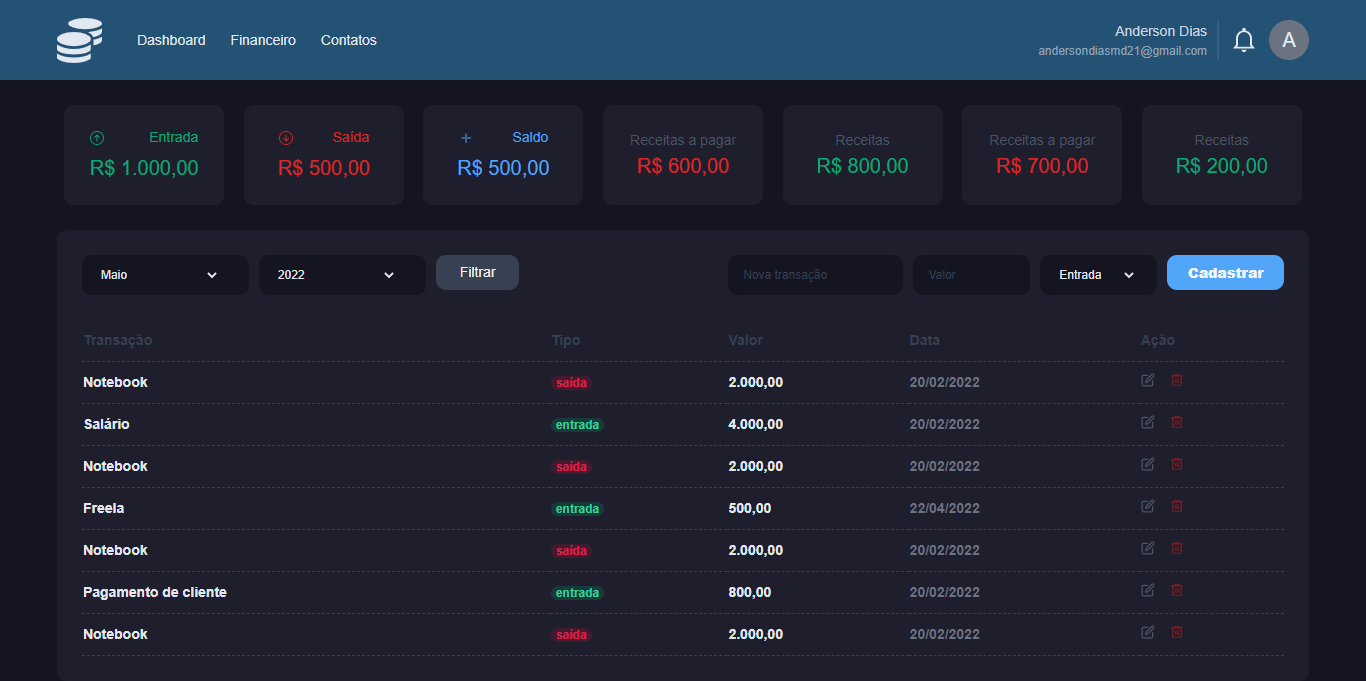 Dashboard Financeiro Contatos
Anderson Dias
andersondiasmd21@gmail.com
A
Entrada
R$ 1.000,00
Saída
R$ 500,00
Saldo
R$ 500,00
Receitas a pagar
R$ 600,00
Receitas
R$ 800,00
Receitas a pagar
R$ 700,00
Receitas
R$ 200,00
Maio 2022 Filtrar Nova transação Valor Entrada Cadastrar
Transação Tipo Valor Data Ação
Notebook saída 2.000,00 20/02/2022
Salário entrada 4.000,00 20/02/2022
Notebook saída 2.000,00 20/02/2022
Freela entrada 500,00 22/04/2022
Notebook saída 2.000,00 20/02/2022
Pagamento de cliente entrada 800,00 20/02/2022
Notebook saída 2.000,00 20/02/2022